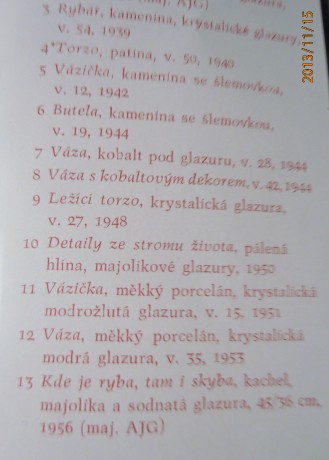 (maj. AJG)
3 Rybář, kamenina, krystalické glazury,
v. 54, 1939
4 Torzo, patina, v. 50, 1940
5 Vázička, kamenina se šlemovkou,
v. 12, 1942
6 Butela, kamenina se šlemovkou,
v. 19, 1944
7 Váza, kobalt pod glazuru, v. 28, 1944
8 Váza s kobaltovým dekorem, v. 42, 1944
9 Ležící torzo, krystalická glazura,
v. 27, 1948
10 Detaily ze stromu života, pálená
hlína, majolikové glazury, 1950
11 Vázička, měkký porcelán, krystalická
modrožlutá glazura, v. 15, 1951
12 Váza, měkký porcelán, krystalická
modrá glazura, v. 35, 1953
13 Kde je ryba, tam i skyba, kachel,
majolika a sodnatá glazura, 45/36 cm,
1956 (maj. AJG)
2013/11/15